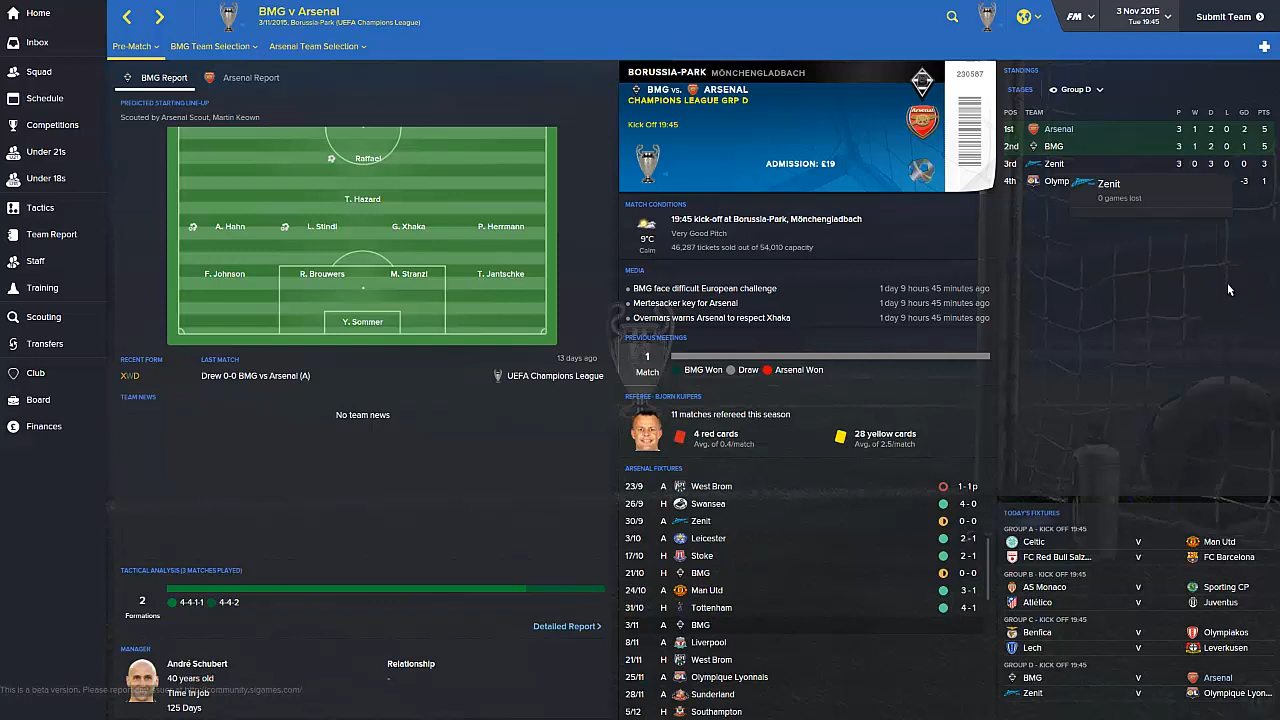 Home
Inbox
Squad
Schedule
Competitions
Under 21s
Under 18s
Tactics
Team Report
Staff
Training
Scouting
Transfers
Club
Board
Finances
BMG v Arsenal
3/11/2015, Borussia-Park (UEFA Champions League)
FM
3 Nov 2015
Tue 19:45
Submit Team
Pre-Match
BMG Team Selection
Arsenal Team Selection
BMG Report
Arsenal Report
PREDICTED STARTING LINE-UP
Scouted by Arsenal Scout, Martin Keown
Raffael
T. Hazard
A. Hahn L. Stindl G. Xhaka P. Herrmann
F. Johnson R. Brouwers M. Stranzl T. Jantschke
Y. Sommer
RECENT FORM
XWD
LAST MATCH
13 days ago
Drew 0-0 BMG vs Arsenal (A)
UEFA Champions League
TEAM NEWS
No team news
TACTICAL ANALYSIS (3 MATCHES PLAYED)
2
Formations
4-4-1-1 4-4-2
Detailed Report >
MANAGER
André Schubert
40 years old
Time in job
125 Days
Relationship
-
This is a beta version. Please report any issues at http://community.sigames.com/
BORUSSIA-PARK MÖNCHENGLADBACH
BMG vs. ARSENAL
CHAMPIONS LEAGUE GRP D
Kick Off 19:45
ADMISSION: £19
230587
Arsenal
MATCH CONDITIONS
9°C
Calm
19:45 kick-off at Borussia-Park, Mönchengladbach
Very Good Pitch
46,287 tickets sold out of 54,010 capacity
MEDIA
BMG face difficult European challenge 1 day 9 hours 45 minutes ago
Mertesacker key for Arsenal 1 day 9 hours 45 minutes ago
Overmars warns Arsenal to respect Xhaka 1 day 9 hours 45 minutes ago
PREVIOUS MEETINGS
1
Match
BMG Won Draw Arsenal Won
REFEREE - BJORN KUIPERS
11 matches refereed this season
4 red cards
Avg. of 0.4/match
28 yellow cards
Avg. of 2.5/match
ARSENAL FIXTURES
23/9 A West Brom 1 - 1 p
26/9 H Swansea 4 - 0
30/9 A Zenit 0 - 0
3/10 A Leicester 2 - 1
17/10 H Stoke 2 - 1
21/10 H BMG 0 - 0
24/10 A Man Utd 3 - 1
31/10 H Tottenham 4 - 1
3/11 A BMG
8/11 A Liverpool
21/11 H West Brom
25/11 A Olympique Lyonnais
28/11 A Sunderland
5/12 H Southampton
STANDINGS
STAGES Group D
POS TEAM P W D L GD PTS
1st Arsenal 3 1 2 0 2 5
2nd BMG 3 1 2 0 1 5
3rd Zenit 3 0 3 0 0 3
4th Olymp -3 1
Zenit
0 games lost
TODAY'S FIXTURES
GROUP A - KICK OFF 19:45
Celtic v Man Utd
FC Red Bull Salz... v FC Barcelona
GROUP B - KICK OFF 19:45
AS Monaco v Sporting CP
Atlético v Juventus
GROUP C - KICK OFF 19:45
Benfica v Olympiakos
Lech v Leverkusen
GROUP D - KICK OFF 19:45
BMG v Arsenal
Zenit v Olympique Lyon...